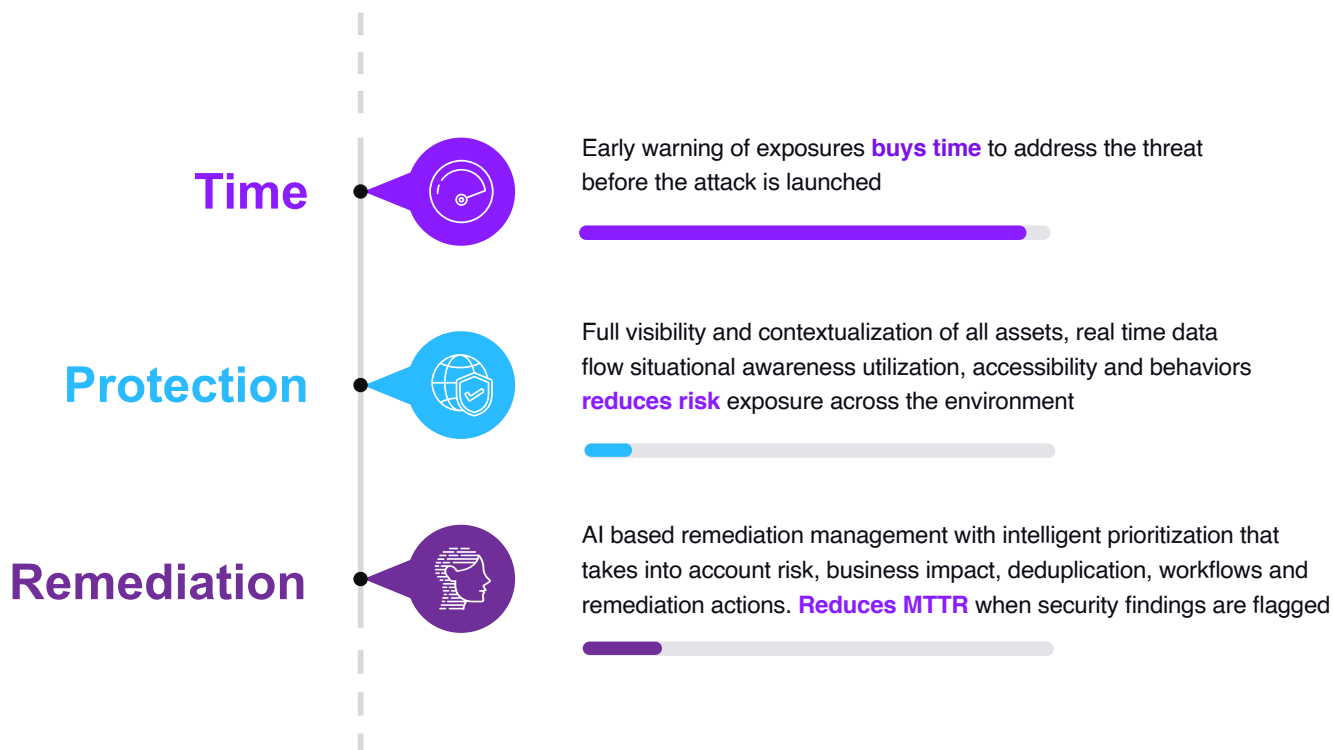 Time
Early warning of exposures buys time to address the threat
before the attack is launched
Protection
Full visibility and contextualization of all assets, real time data
flow situational awareness utilization, accessibility and behaviors
reduces risk exposure across the environment
Remediation
AI based remediation management with intelligent prioritization that
takes into account risk, business impact, deduplication, workflows and
remediation actions. Reduces MTTR when security findings are flagged